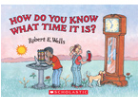 HOW DO YOU KNOW
WHAT TIME IT IS?
Robert E. Wells
SCHOLASTIC